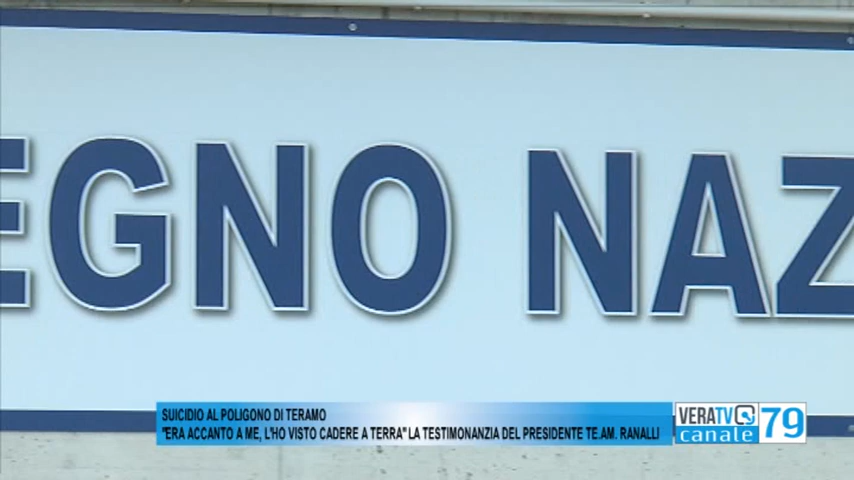 EGNO NAZ
SUICIDIO AL POLIGONO DI TERAMO
"ERA ACCANTO A ME, L'HO VISTO CADERE A TERRA" LA TESTIMONANZIA DEL PRESIDENTE TE.AM. RANALLI
VERATV
canale
79